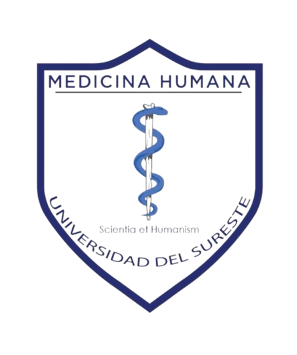 MEDICINA HUMANA
Scientia et Humanism
UNIVERSIDAD DEL SURESTE